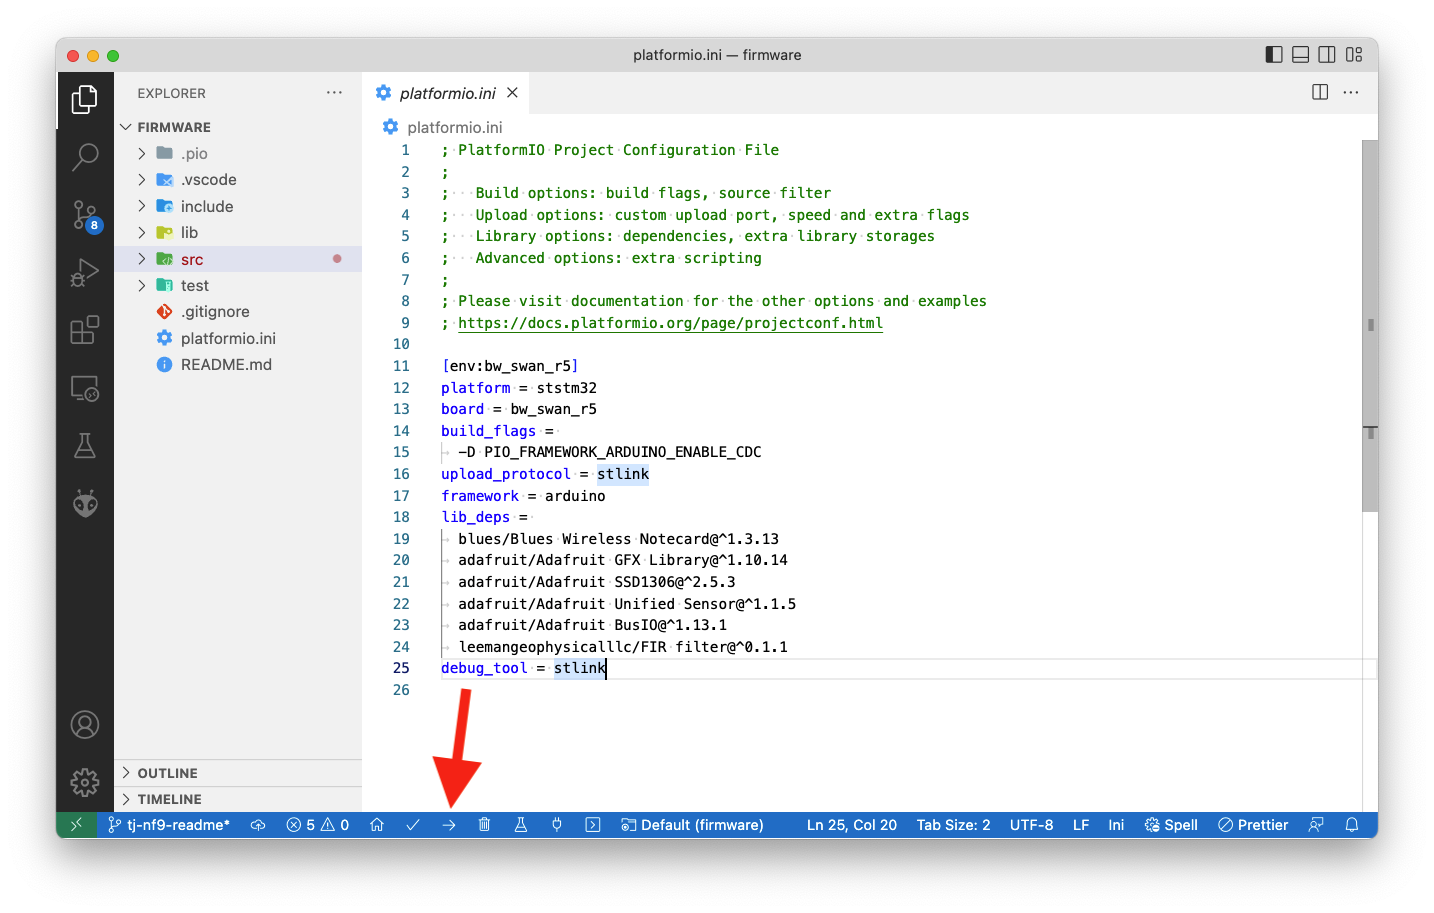 platformio.ini — firmware
EXPLORER
platformio.ini
FIRMWARE
platformio.ini
.pio
.vscode
include
lib
src
test
.gitignore
platformio.ini
README.md
1 ; PlatformIO Project Configuration File
2 ;
3 ;   Build options: build flags, source filter
4 ;   Upload options: custom upload port, speed and extra flags
5 ;   Library options: dependencies, extra library storages
6 ;   Advanced options: extra scripting
7 ;
8 ; Please visit documentation for the other options and examples
9 ; https://docs.platformio.org/page/projectconf.html
10
11 [env:bw_swan_r5]
12 platform = ststm32
13 board = bw_swan_r5
14 build_flags =
15 -D PIO_FRAMEWORK_ARDUINO_ENABLE_CDC
16 upload_protocol = stlink
17 framework = arduino
18 lib_deps =
19 blues/Blues Wireless Notecard@^1.3.13
20 adafruit/Adafruit GFX Library@^1.10.14
21 adafruit/Adafruit SSD1306@^2.5.3
22 adafruit/Adafruit Unified Sensor@^1.1.5
23 adafruit/Adafruit BusIO@^1.13.1
24 leemangeophysicalllc/FIR filter@^0.1.1
25 debug_tool = stlink
26
8
OUTLINE
TIMELINE
tj-nf9-readme* 5 0 Default (firmware) Ln 25, Col 20 Tab Size: 2 UTF-8 LF Ini Spell Prettier